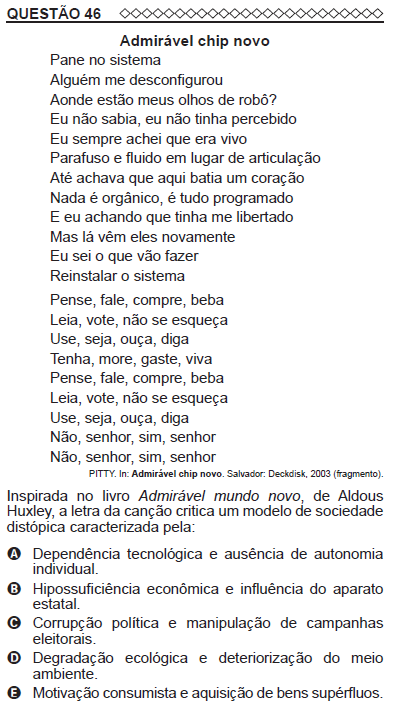 QUESTÃO 46
Admirável chip novo
Pane no sistema
Alguém me desconfigurou
Aonde estão meus olhos de robô?
Eu não sabia, eu não tinha percebido
Eu sempre achei que era vivo
Parafuso e fluido em lugar de articulação
Até achava que aqui batia um coração
Nada é orgânico, é tudo programado
E eu achando que tinha me libertado
Mas lá vêm eles novamente
Eu sei o que vão fazer
Reinstalar o sistema
Pense, fale, compre, beba
Leia, vote, não se esqueça
Use, seja, ouça, diga
Tenha, more, gaste, viva
Pense, fale, compre, beba
Leia, vote, não se esqueça
Use, seja, ouça, diga
Não, senhor, sim, senhor
Não, senhor, sim, senhor
PITTY. In: Admirável chip novo. Salvador: Deckdisk, 2003 (fragmento).
Inspirada no livro Admirável mundo novo, de Aldous
Huxley, a letra da canção critica um modelo de sociedade
distópica caracterizada pela:
A Dependência tecnológica e ausência de autonomia
individual.
B Hipossuficiência econômica e influência do aparato
estatal.
C Corrupção política e manipulação de campanhas
eleitorais.
D Degradação ecológica e deterioração do meio
ambiente.
E Motivação consumista e aquisição de bens supérfluos.